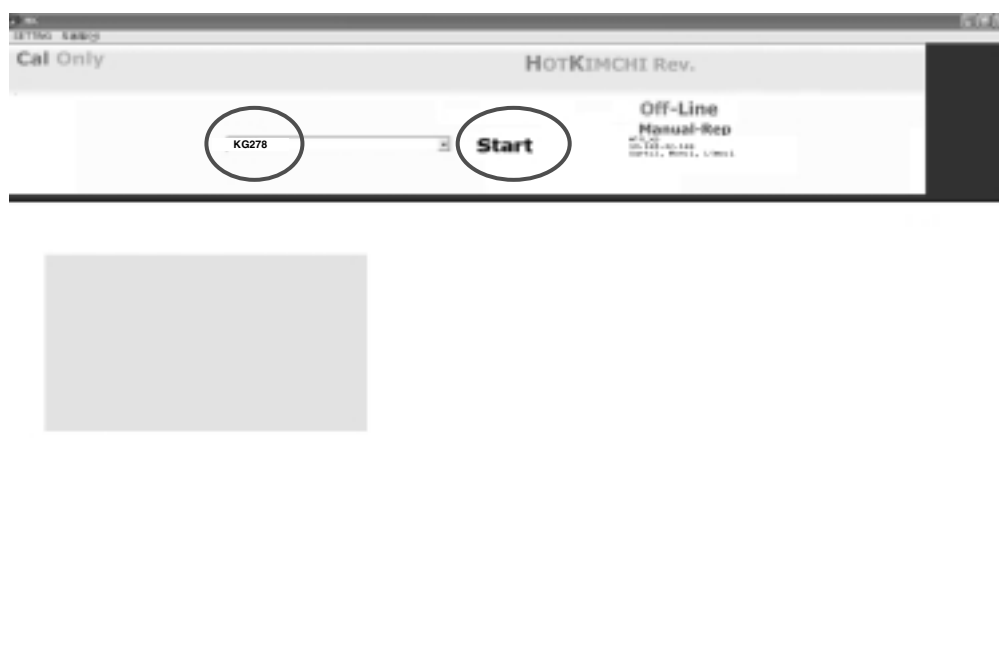 SETTING
Cal Only
HOTKIMCHI Rev.
Off-Line
Manual-Rep
KG278
Start